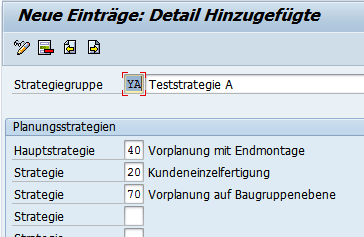 Neue Einträge: Detail Hinzugefügte
Strategiegruppe YA Teststrategie A
Planungsstrategien
Hauptstrategie 40 Vorplanung mit Endmontage
Strategie 20 Kundeneinzelfertigung
Strategie 70 Vorplanung auf Baugruppenebene
Strategie